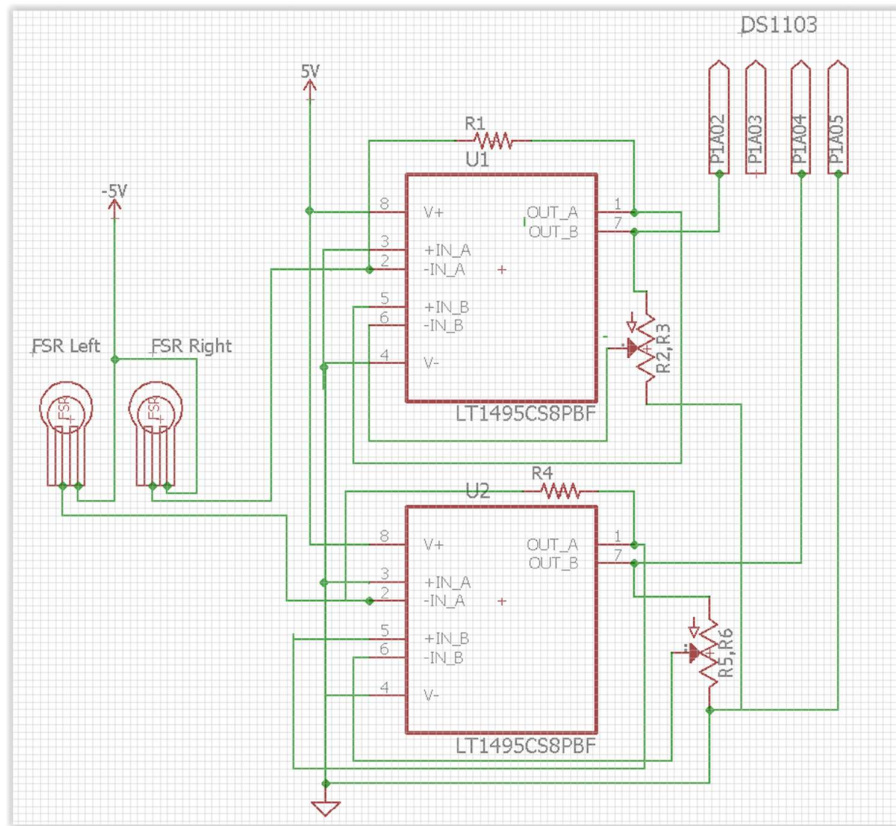 DS1103
P1A02
P1A03
P1A04
P1A05
5V
-5V
R1
U1
8 V+
3 +IN_A
2 -IN_A
5 +IN_B
6 -IN_B
4 V-
OUT_A 1
OUT_B 7
LT1495CS8PBF
R2,R3
FSR Left
FSR Right
FSR
FSR
R4
U2
8 V+
3 +IN_A
2 -IN_A
5 +IN_B
6 -IN_B
4 V-
OUT_A 1
OUT_B 7
LT1495CS8PBF
R5,R6